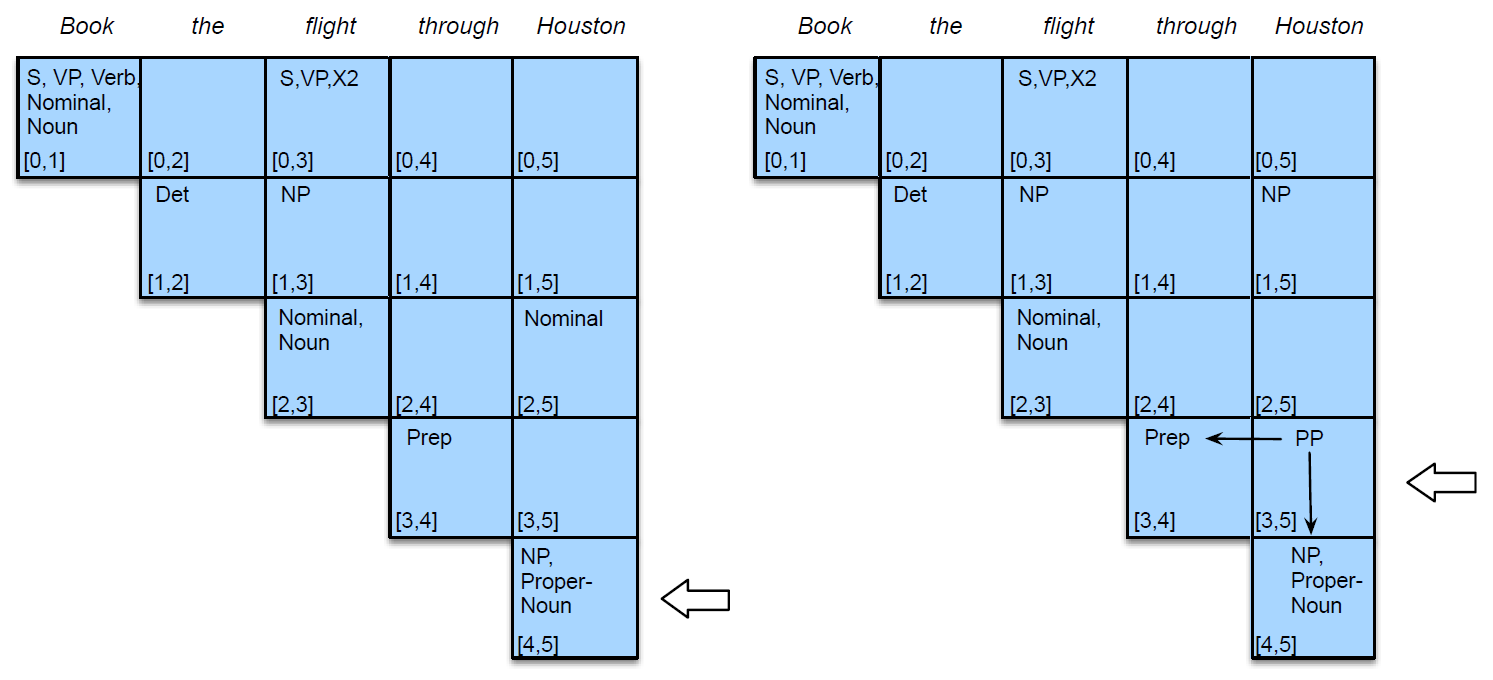 Book the flight through Houston
S, VP, Verb, S,VP,X2
Nominal,
Noun
[0,1] [0,2] [0,3] [0,4] [0,5]
Det NP
[1,2] [1,3] [1,4] [1,5]
Nominal, Nominal
Noun
[2,3] [2,4] [2,5]
Prep
[3,4] [3,5]
NP,
Proper-
Noun
[4,5]
Book the flight through Houston
S, VP, Verb, S,VP,X2
Nominal,
Noun
[0,1] [0,2] [0,3] [0,4] [0,5]
Det NP NP
[1,2] [1,3] [1,4] [1,5]
Nominal,
Noun
[2,3] [2,4] [2,5]
Prep PP
[3,4] [3,5]
NP,
Proper-
Noun
[4,5]